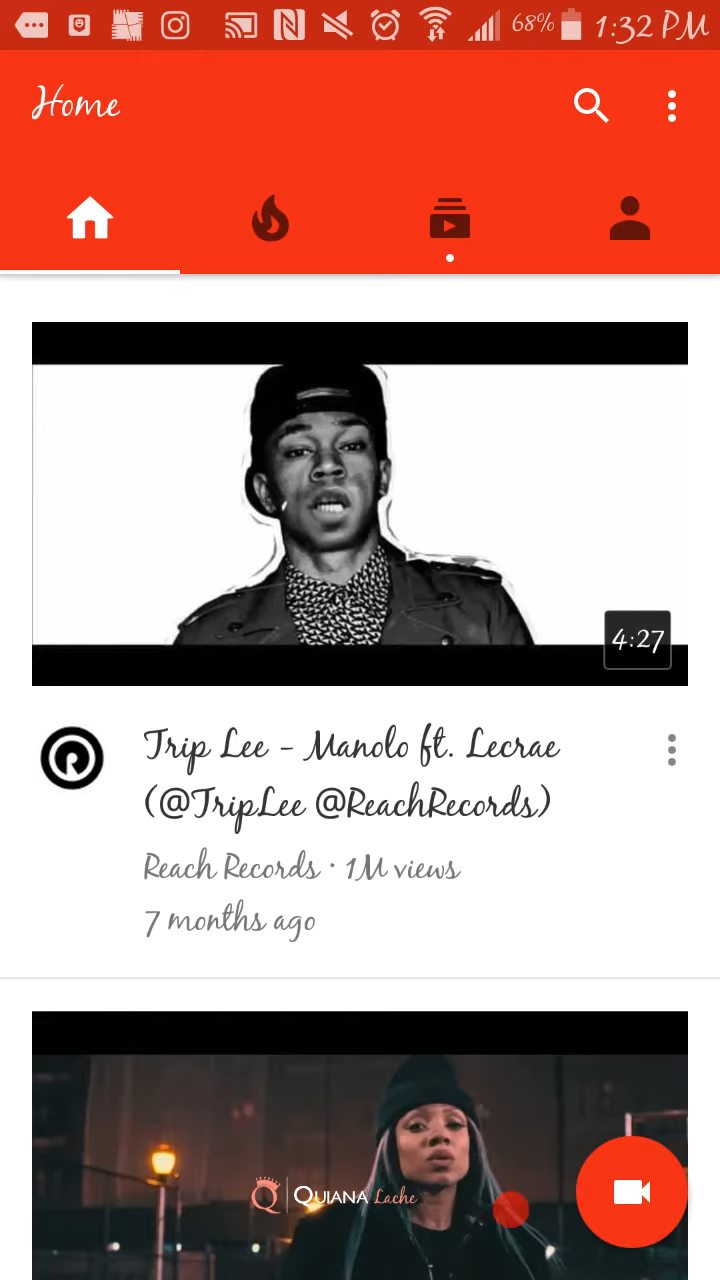 68% 1:32 PM
Home
4:27
Trip Lee - Manolo ft. Lecrae
(@TripLee @ReachRecords)
Reach Records · 1M views
7 months ago
QUIANA Lache